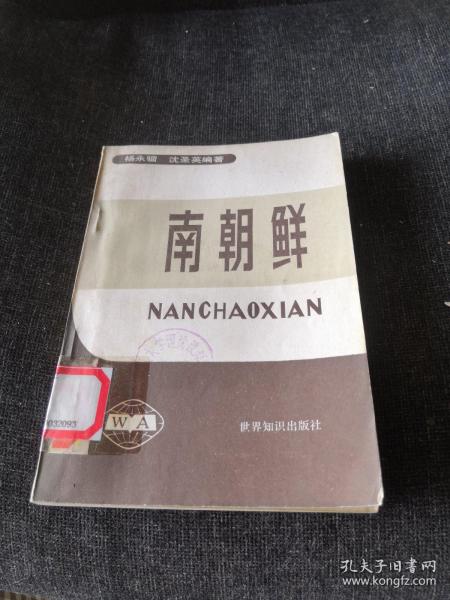 杨永骝 沈圣英编著
南朝鲜
NANCHAOXIAN
0032093
W A
世界知识出版社
孔夫子旧书网
www.kongfz.com